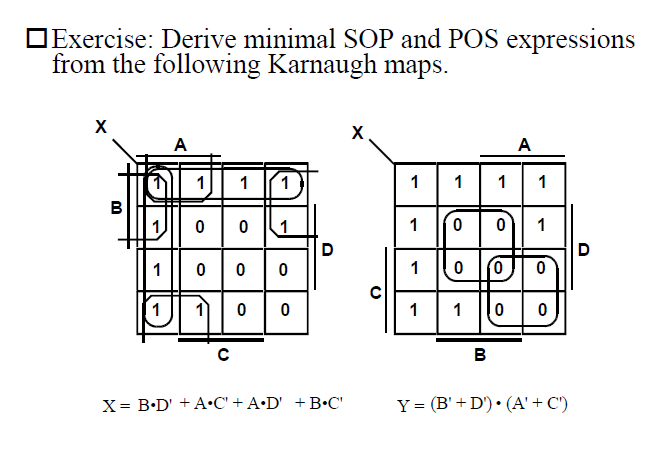 Exercise: Derive minimal SOP and POS expressions
from the following Karnaugh maps.
X
A
B
1 1 1 1
1 0 0 1
1 0 0 0
1 1 0 0
D
C
X = B•D' + A•C' + A•D' + B•C'
X
A
1 1 1 1
1 0 0 1
1 0 0 0
1 1 0 0
D
C
B
Y = (B' + D') • (A' + C')